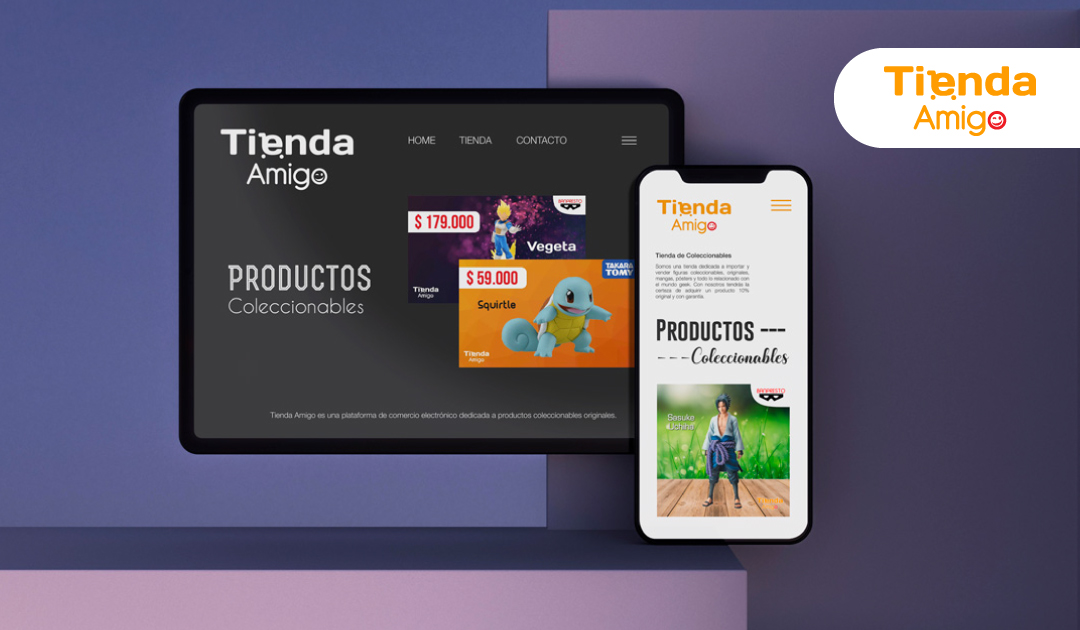 Tienda
Amigo
Tienda
Amigo
HOME TIENDA CONTACTO
$ 179.000
BANPRESTO
Vegeta
Tienda
Amigo
$ 59.000
TAKARA
TOMY
Squirtle
Tienda
Amigo
PRODUCTOS
Coleccionables
Tienda Amigo es una plataforma de comercio electrónico dedicada a productos coleccionables originales.
Tienda
Amigo
Tienda de Coleccionables
Somos una tienda dedicada a importar y
vender figuras coleccionables, originales,
mangas, pósters y todo lo relacionado con
el mundo geek. Con nosotros tendrás la
certeza de adquirir un producto 10%
original y con garantía.
PRODUCTOS ---
--- Coleccionables
BANPRESTO
Sasuke
Uchiha
Tienda